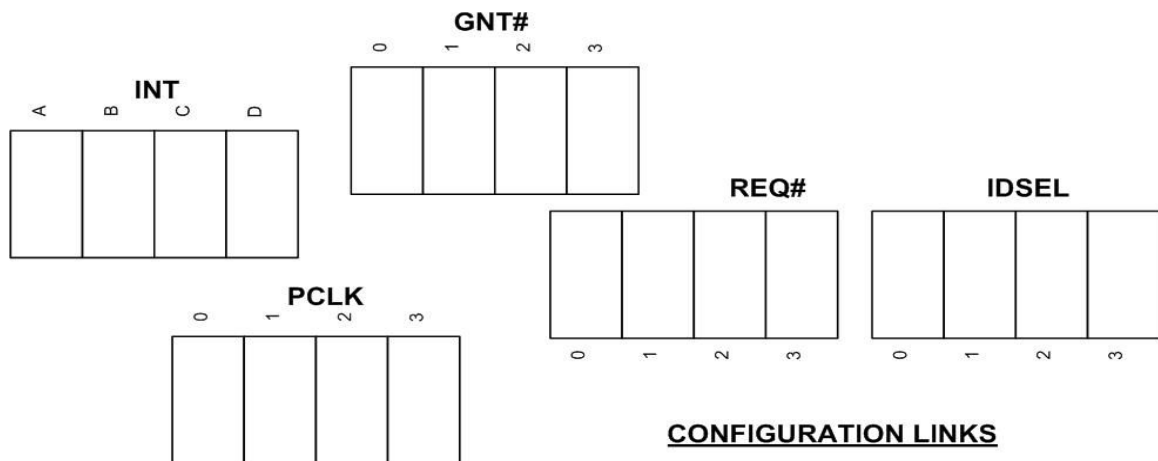 GNT#
0 1 2 3
INT
A B C D
REQ#
0 1 2 3
IDSEL
0 1 2 3
PCLK
0 1 2 3
CONFIGURATION LINKS